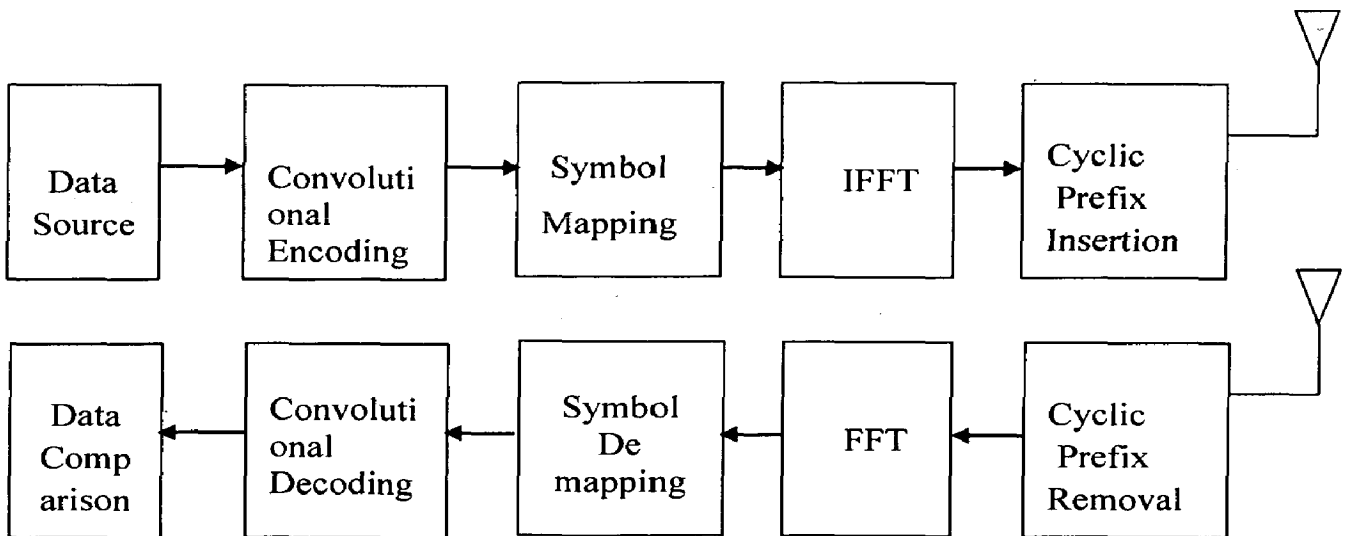 Data
Source
Convoluti
onal
Encoding
Symbol
Mapping
IFFT
Cyclic
Prefix
Insertion
Data
Comp
arison
Convoluti
onal
Decoding
Symbol
De
mapping
FFT
Cyclic
Prefix
Removal